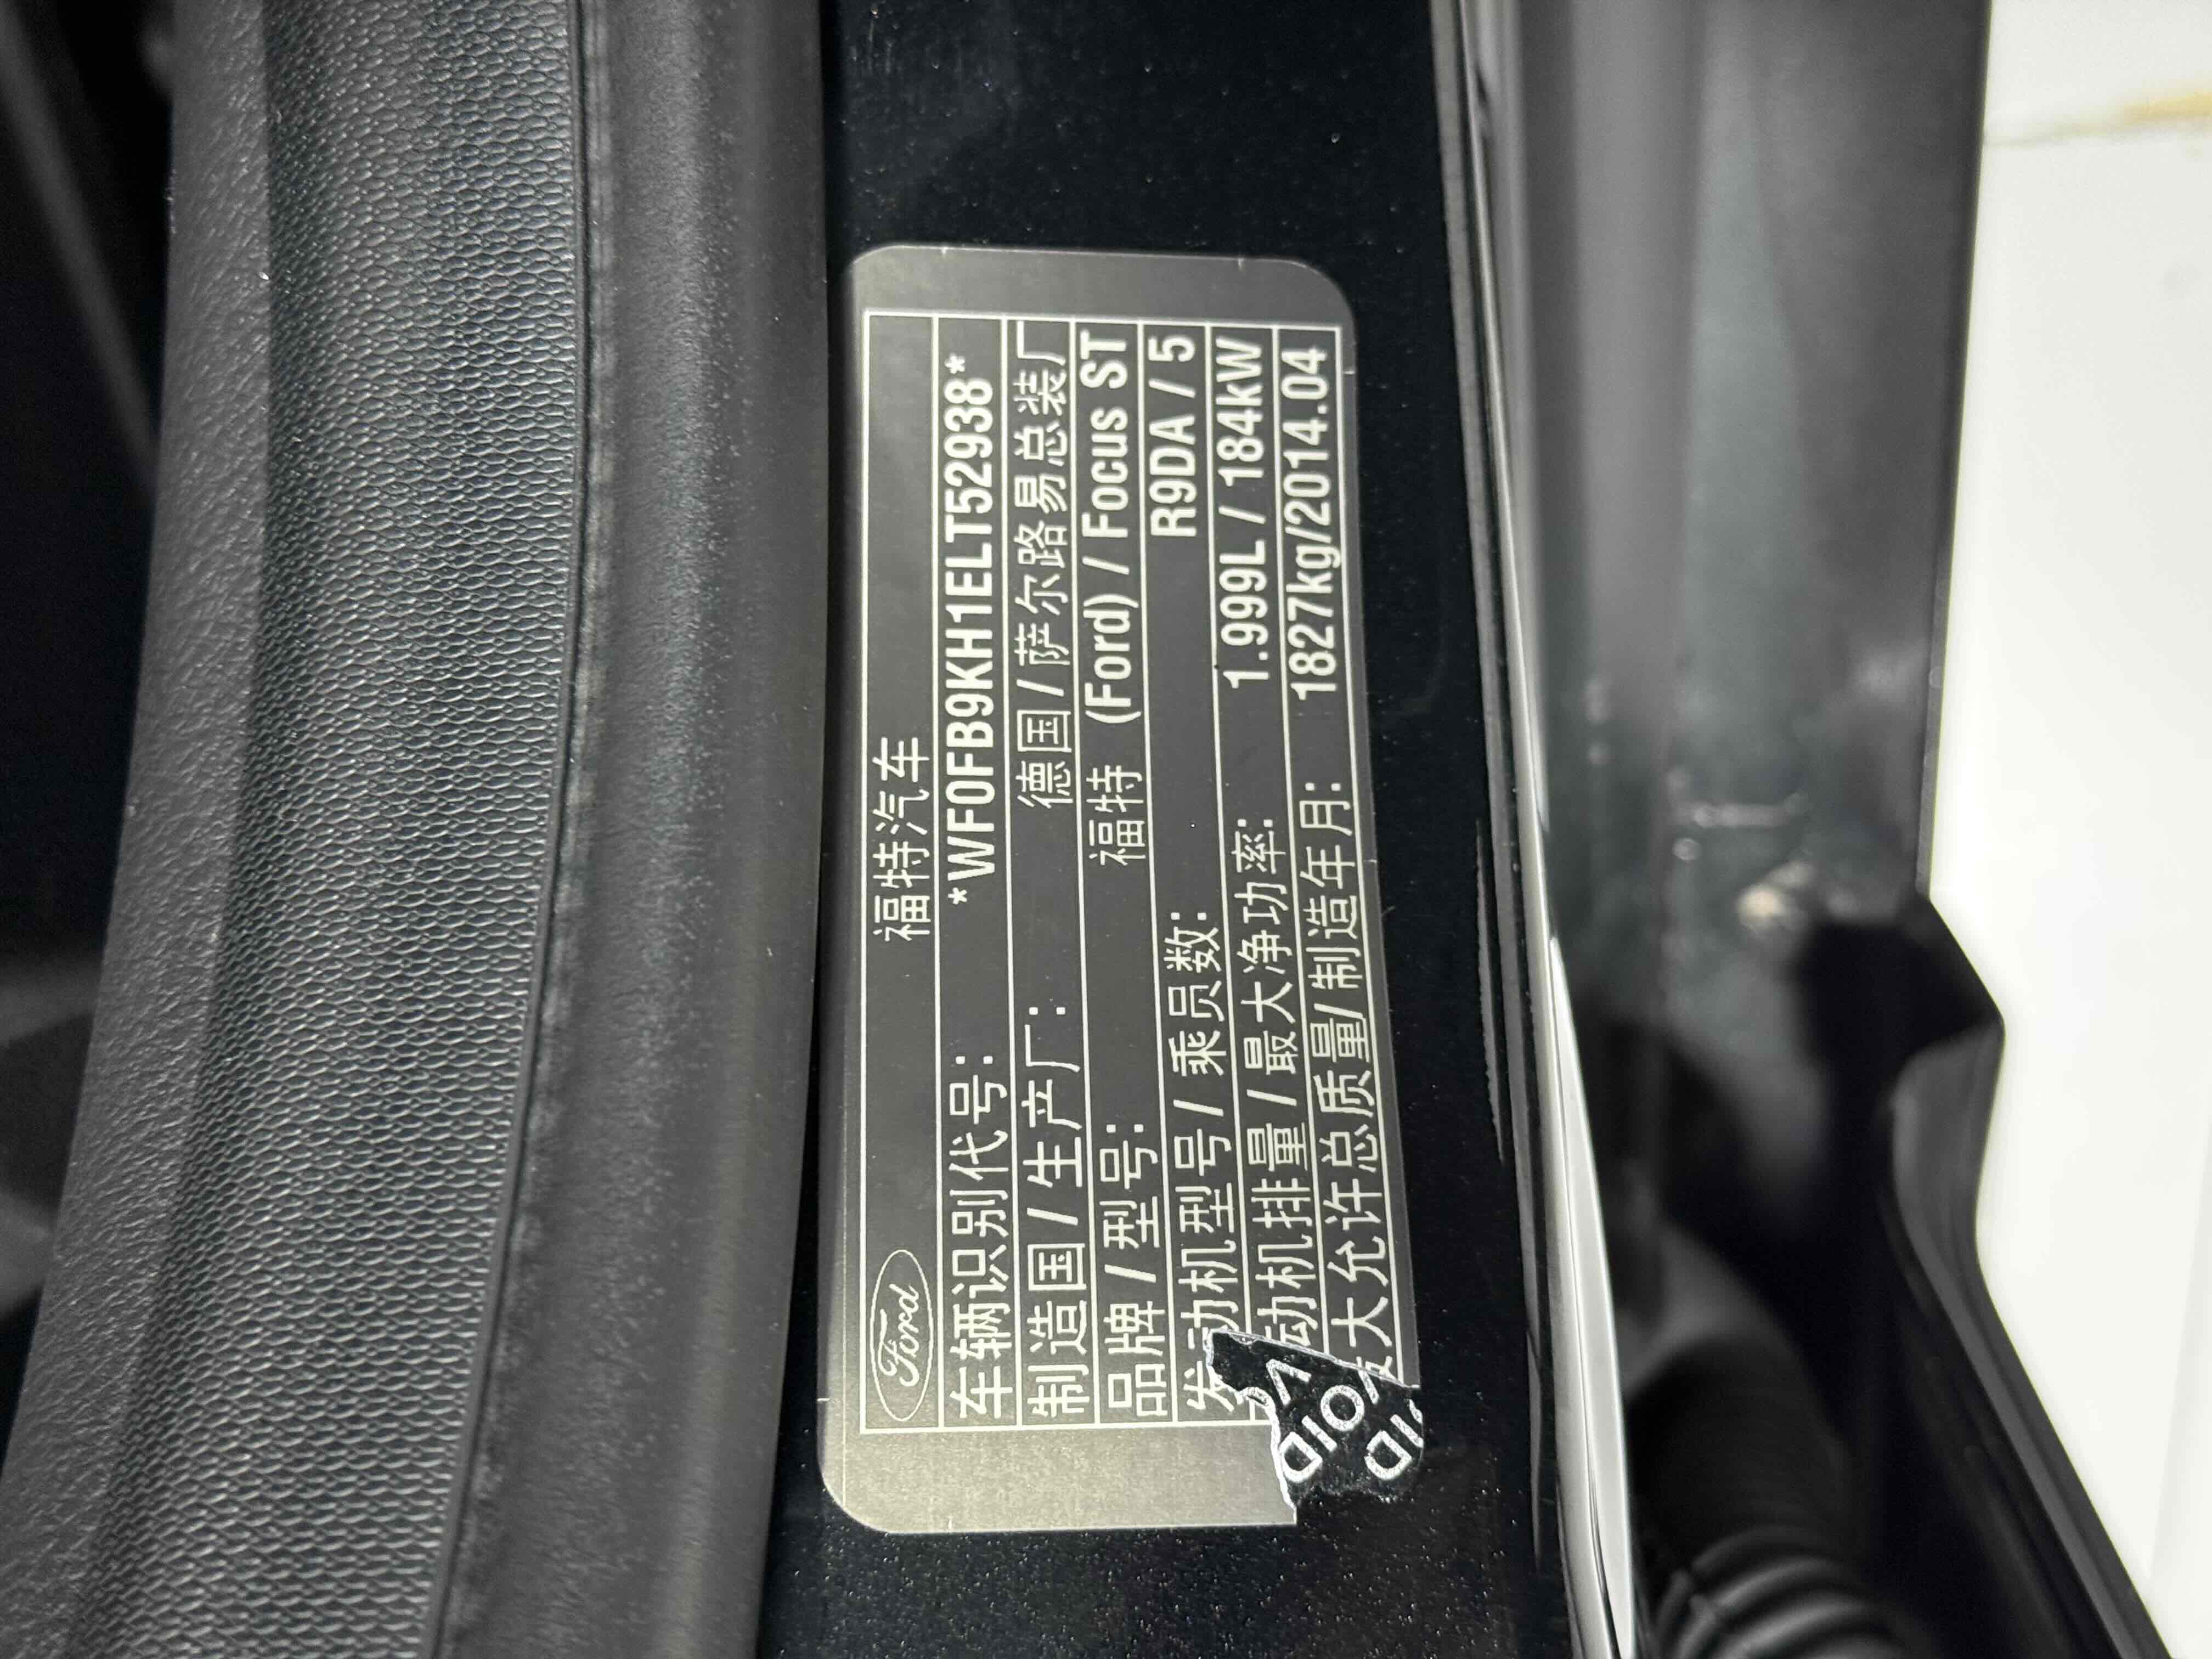 Ford 福特汽车
车辆识别代号: *WF0FB9KH1ELT52938*
制造国 / 生产厂: 德国 / 萨尔路易总装厂
品牌 / 型号: 福特 (Ford) / Focus ST
发动机型号 / 乘员数: R9DA / 5
动机排量 / 最大净功率: 1.999L / 184kW
大允许总质量/制造年月: 1827kg/2014.04
VOID
VOID